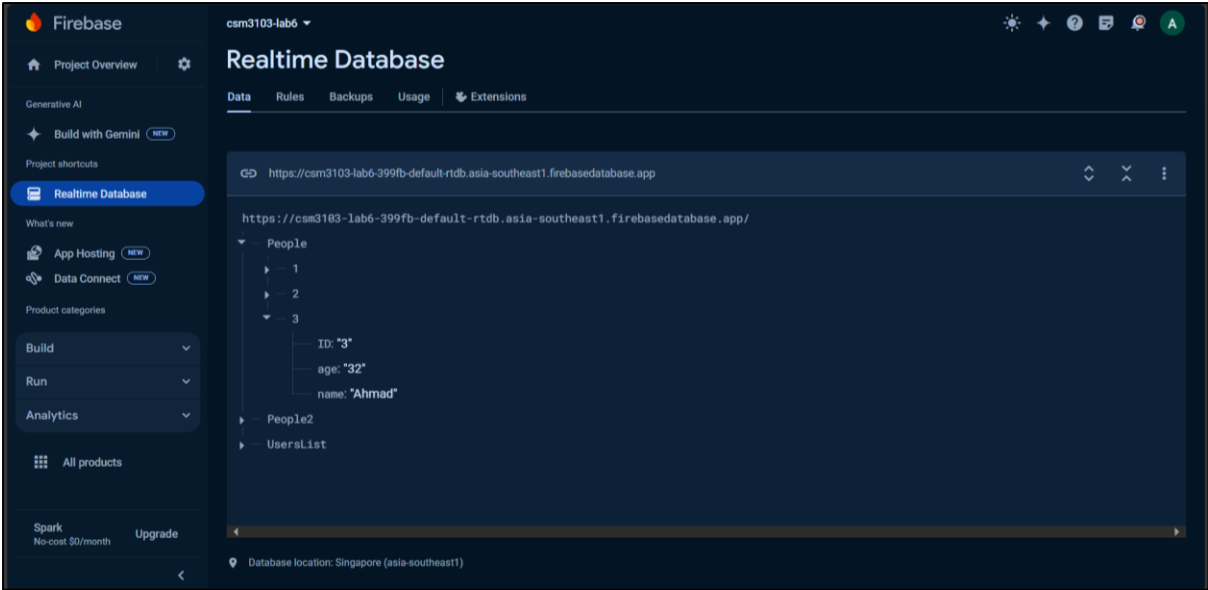 Firebase
Project Overview
Generative AI
Build with Gemini NEW
Project shortcuts
Realtime Database
What's new
App Hosting NEW
Data Connect NEW
Product categories
Build
Run
Analytics
All products
Spark
No-cost $0/month
Upgrade
csm3103-lab6
A
Realtime Database
Data Rules Backups Usage Extensions
https://csm3103-lab6-399fb-default-rtdb.asia-southeast1.firebasedatabase.app
https://csm3103-lab6-399fb-default-rtdb.asia-southeast1.firebasedatabase.app/
People
1
2
3
ID: "3"
age: "32"
name: "Ahmad"
People2
UsersList
Database location: Singapore (asia-southeast1)